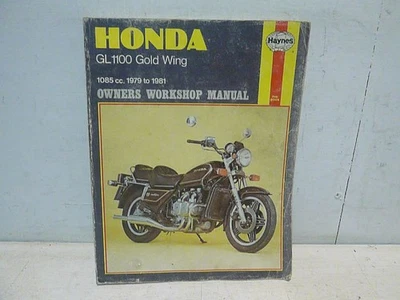 HONDA
Haynes
GL1100 Gold Wing
1085 cc. 1979 to 1981
OWNERS WORKSHOP MANUAL